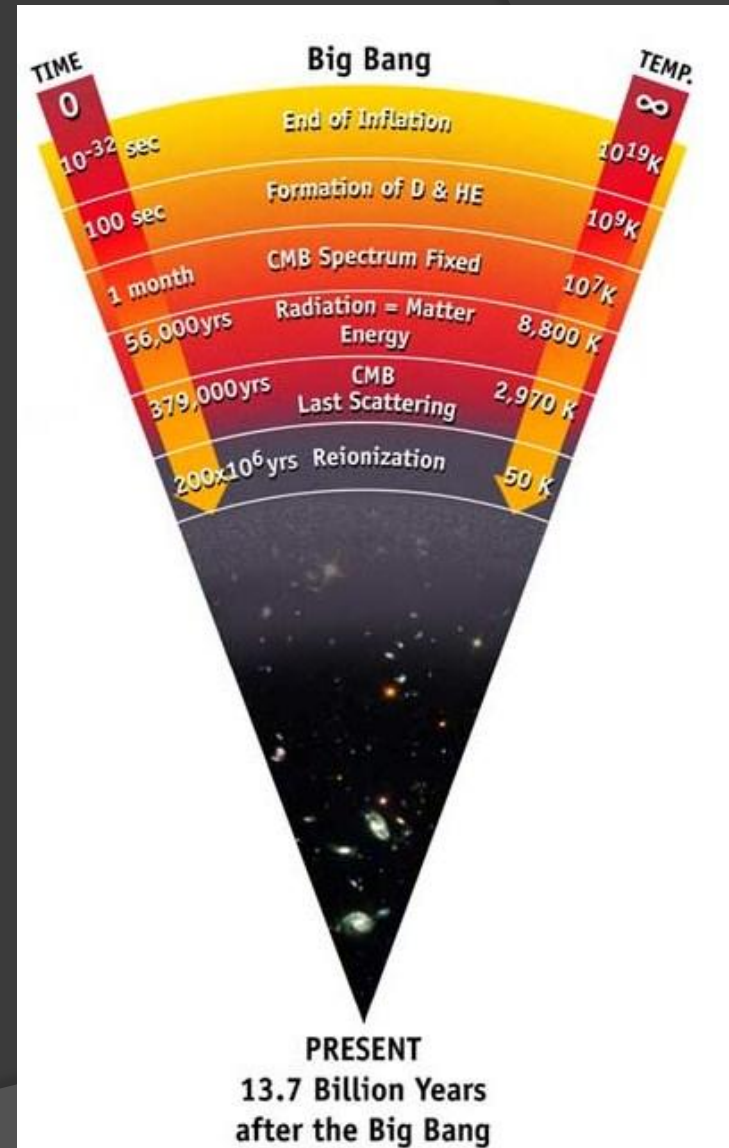 TIME Big Bang TEMP.
0 ∞
End of Inflation
10⁻³² sec 10¹⁹K
Formation of D & HE
100 sec 10⁹K
CMB Spectrum Fixed
1 month 10⁷K
Radiation = Matter
56,000yrs Energy 8,800 K
CMB
379,000yrs Last Scattering 2,970 K
200x10⁶yrs Reionization 50 K
PRESENT
13.7 Billion Years
after the Big Bang